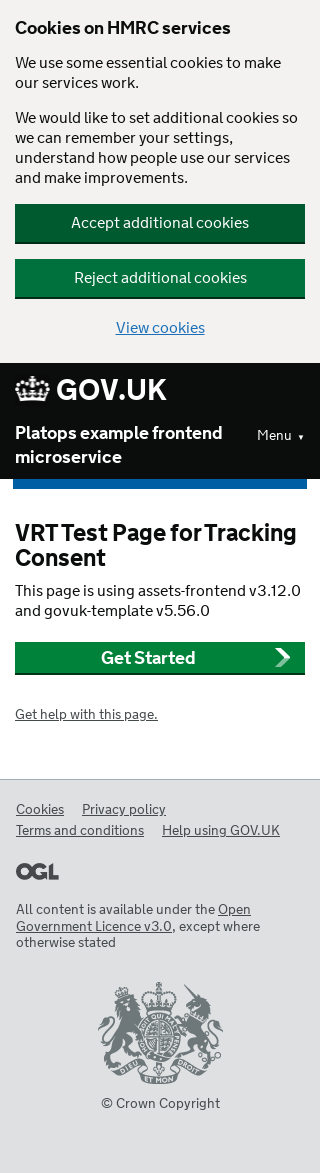 Cookies on HMRC services
We use some essential cookies to make
our services work.
We would like to set additional cookies so
we can remember your settings,
understand how people use our services
and make improvements.
Accept additional cookies
Reject additional cookies
View cookies
GOV.UK
Platops example frontend
microservice
Menu ▼
VRT Test Page for Tracking
Consent
This page is using assets-frontend v3.12.0
and govuk-template v5.56.0
Get Started
Get help with this page.
Cookies Privacy policy
Terms and conditions Help using GOV.UK
OGL
All content is available under the Open
Government Licence v3.0, except where
otherwise stated
DIEU ET MON DROIT
© Crown Copyright